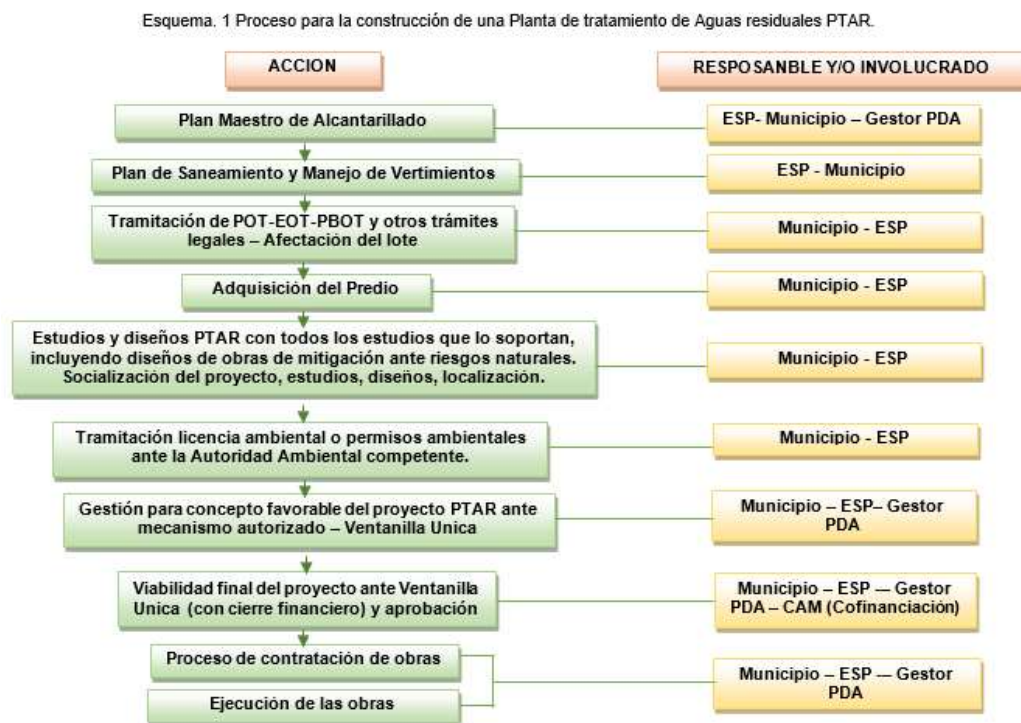 Esquema. 1 Proceso para la construcción de una Planta de tratamiento de Aguas residuales PTAR.
ACCION
RESPOSANBLE Y/O INVOLUCRADO
Plan Maestro de Alcantarillado
ESP- Municipio – Gestor PDA
Plan de Saneamiento y Manejo de Vertimientos
ESP - Municipio
Tramitación de POT-EOT-PBOT y otros trámites
legales – Afectación del lote
Municipio - ESP
Adquisición del Predio
Municipio - ESP
Estudios y diseños PTAR con todos los estudios que lo soportan,
incluyendo diseños de obras de mitigación ante riesgos naturales.
Socialización del proyecto, estudios, diseños, localización.
Municipio - ESP
Tramitación licencia ambiental o permisos ambientales
ante la Autoridad Ambiental competente.
Municipio - ESP
Gestión para concepto favorable del proyecto PTAR ante
mecanismo autorizado – Ventanilla Unica
Municipio – ESP– Gestor
PDA
Viabilidad final del proyecto ante Ventanilla
Unica (con cierre financiero) y aprobación
Municipio – ESP –- Gestor
PDA – CAM (Cofinanciación)
Proceso de contratación de obras
Ejecución de las obras
Municipio – ESP –- Gestor
PDA